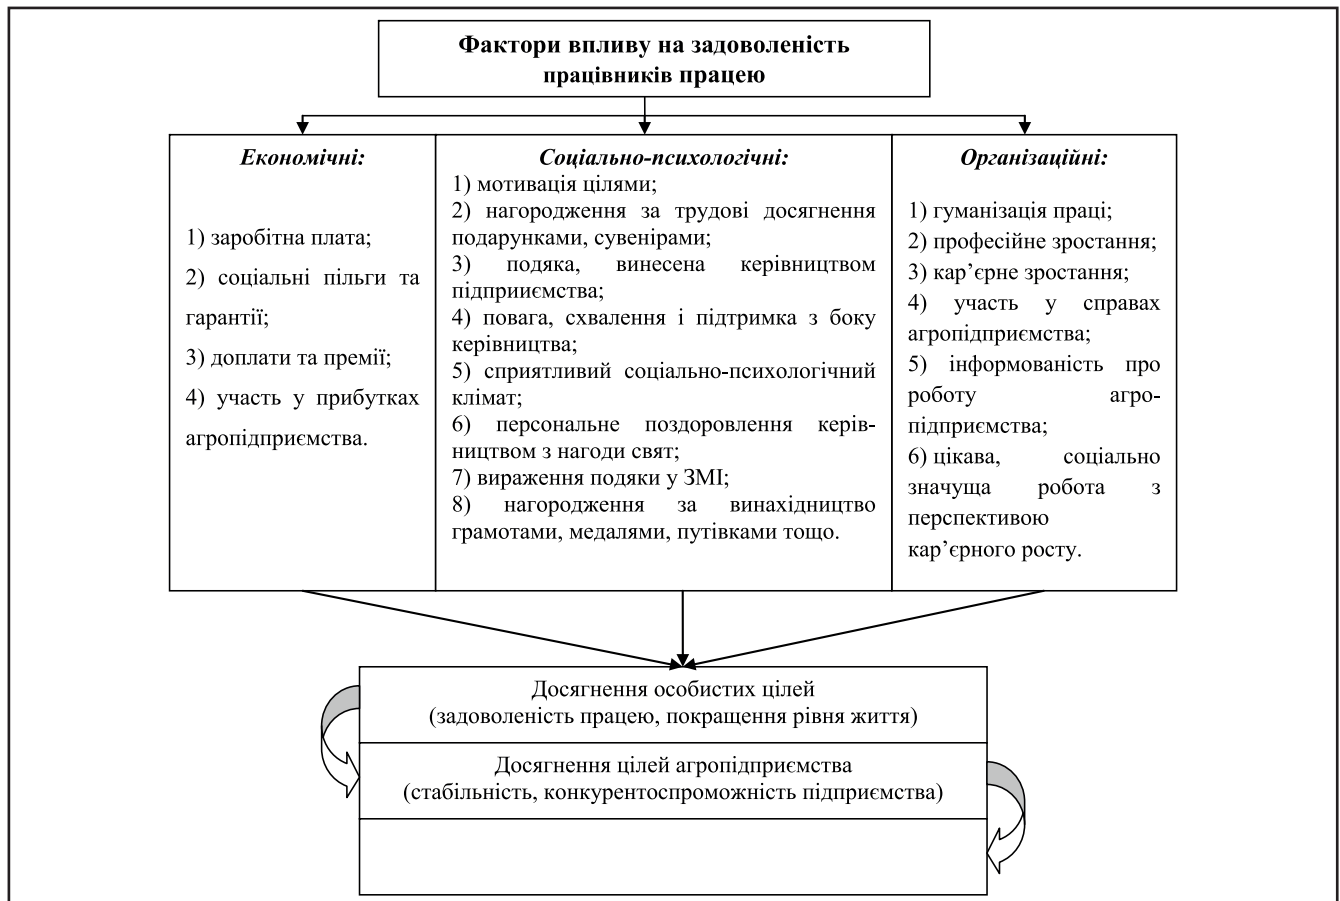 Фактори впливу на задоволеність
працівників працею
Економічні:
1) заробітна плата;
2) соціальні пільги та
гарантії;
3) доплати та премії;
4) участь у прибутках
агропідприємства.
Соціально-психологічні:
1) мотивація цілями;
2) нагородження за трудові досягнення
подарунками, сувенірами;
3) подяка, винесена керівництвом
підприиємства;
4) повага, схвалення і підтримка з боку
керівництва;
5) сприятливий соціально-психологічний
клімат;
6) персональне поздоровлення керів-
ництвом з нагоди свят;
7) вираження подяки у ЗМІ;
8) нагородження за винахідництво
грамотами, медалями, путівками тощо.
Організаційні:
1) гуманізація праці;
2) професійне зростання;
3) кар’єрне зростання;
4) участь у справах
агропідприємства;
5) інформованість про
роботу агро-
підприємства;
6) цікава, соціально
значуща робота з
перспективою
кар’єрного росту.
Досягнення особистих цілей
(задоволеність працею, покращення рівня життя)
Досягнення цілей агропідприємства
(стабільність, конкурентоспроможність підприємства)